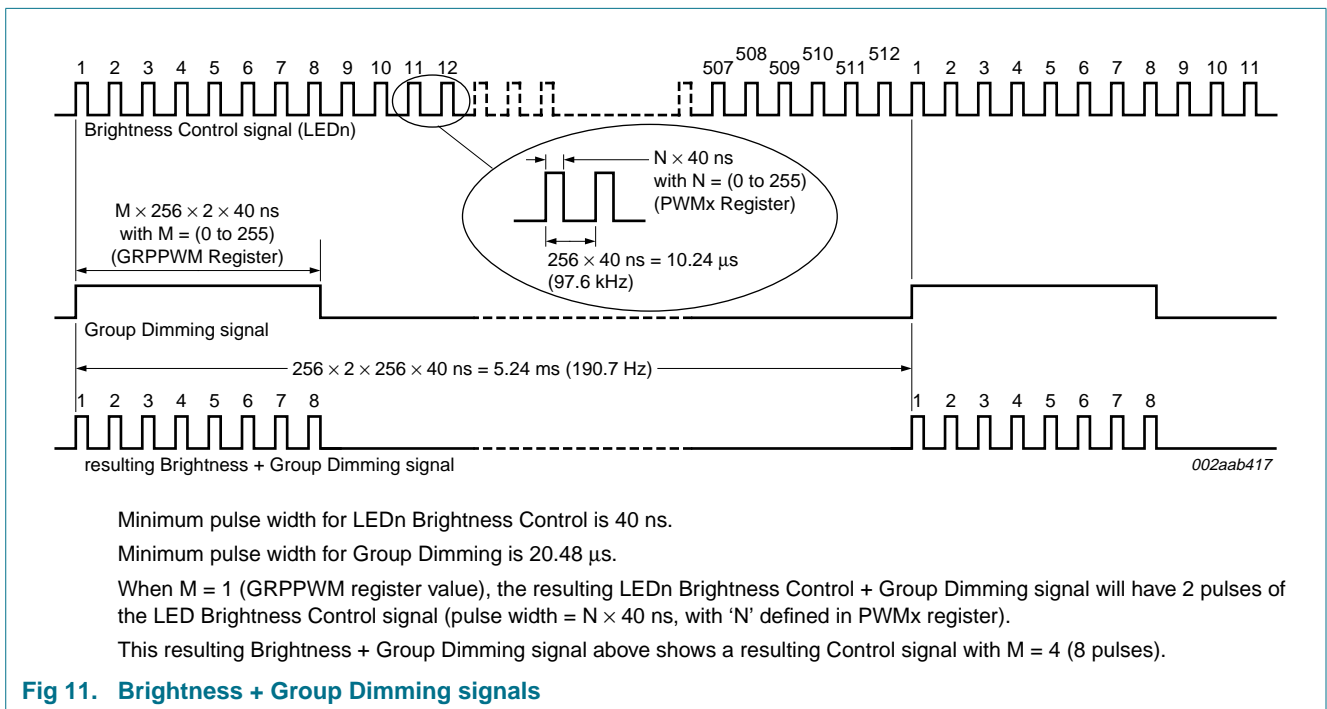 1 2 3 4 5 6 7 8 9 10 11 12 507 508 509 510 511 512 1 2 3 4 5 6 7 8 9 10 11
Brightness Control signal (LEDn)
N × 40 ns
with N = (0 to 255)
(PWMx Register)
256 × 40 ns = 10.24 μs
(97.6 kHz)
M × 256 × 2 × 40 ns
with M = (0 to 255)
(GRPPWM Register)
Group Dimming signal
256 × 2 × 256 × 40 ns = 5.24 ms (190.7 Hz)
1 2 3 4 5 6 7 8 1 2 3 4 5 6 7 8
resulting Brightness + Group Dimming signal
002aab417
Minimum pulse width for LEDn Brightness Control is 40 ns.
Minimum pulse width for Group Dimming is 20.48 μs.
When M = 1 (GRPPWM register value), the resulting LEDn Brightness Control + Group Dimming signal will have 2 pulses of
the LED Brightness Control signal (pulse width = N × 40 ns, with ‘N’ defined in PWMx register).
This resulting Brightness + Group Dimming signal above shows a resulting Control signal with M = 4 (8 pulses).
Fig 11. Brightness + Group Dimming signals